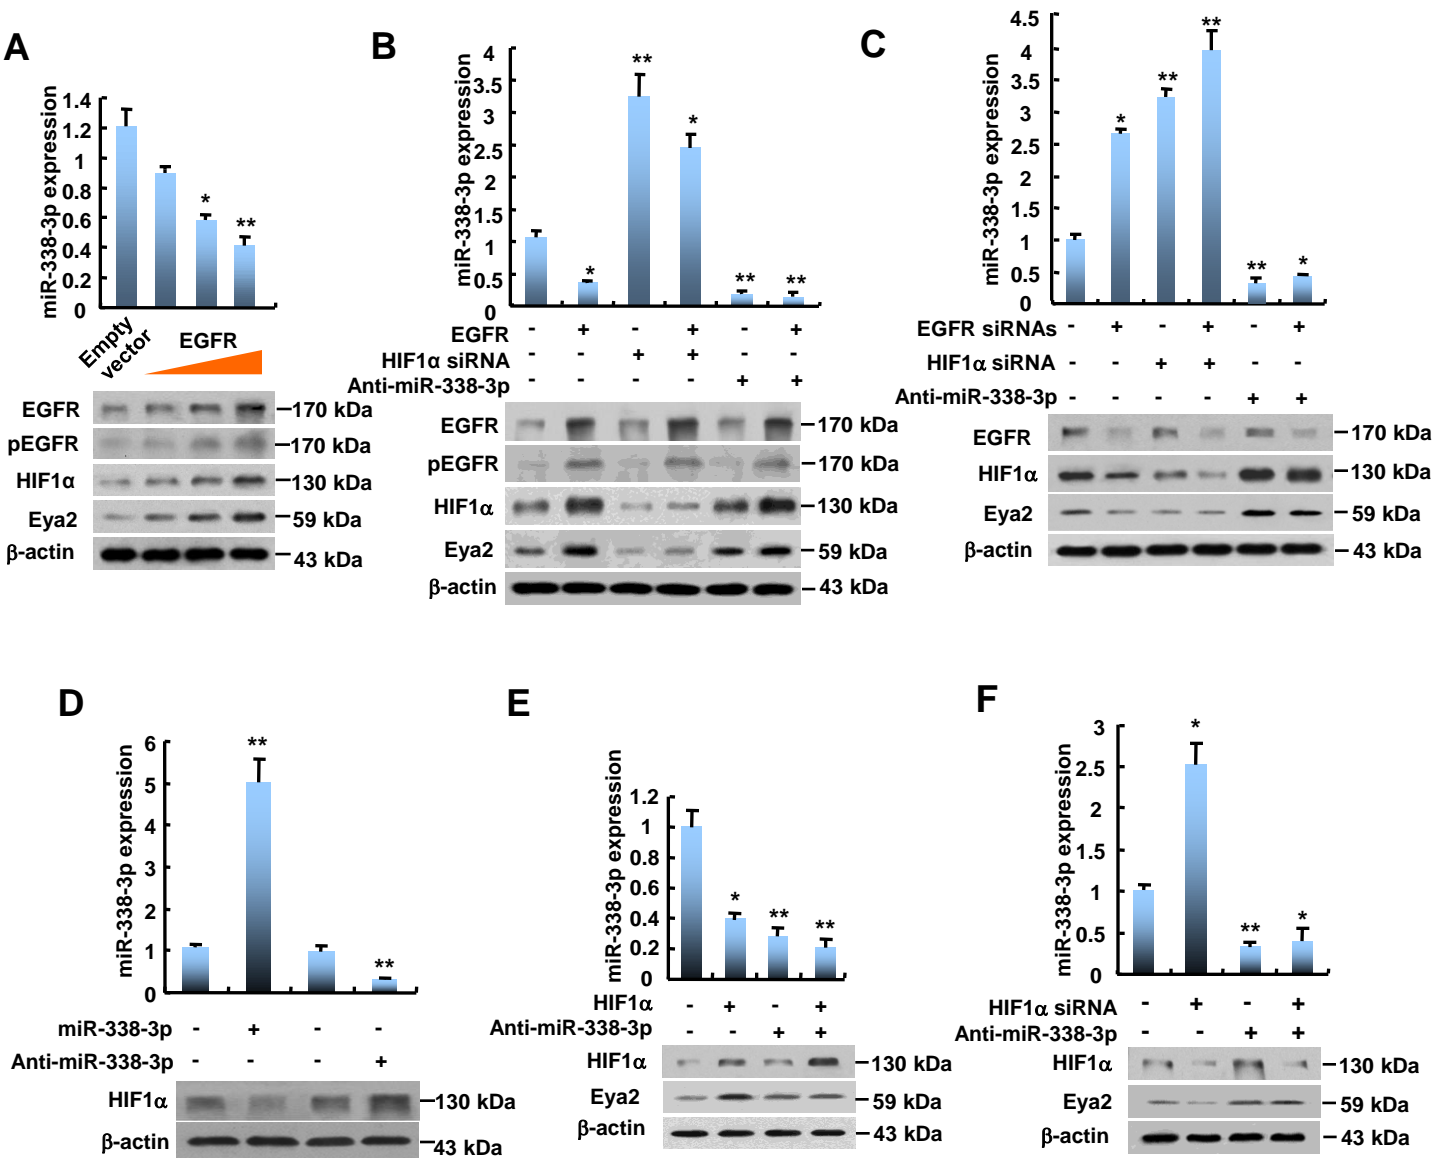 A
miR-338-3p expression
1.4
1.2
1
0.8
0.6
0.4
0.2
0
*
**
Empty vector
EGFR
EGFR
170 kDa
pEGFR
170 kDa
HIF1α
130 kDa
Eya2
59 kDa
β-actin
43 kDa
B
miR-338-3p expression
4
3.5
3
2.5
2
1.5
1
0.5
0
*
**
*
**
**
EGFR - + - + - +
HIF1α siRNA - - + + - -
Anti-miR-338-3p - - - - + +
EGFR
170 kDa
pEGFR
170 kDa
HIF1α
130 kDa
Eya2
59 kDa
β-actin
43 kDa
C
miR-338-3p expression
4.5
4
3.5
3
2.5
2
1.5
1
0.5
0
*
**
**
**
*
EGFR siRNAs - + - + - +
HIF1α siRNA - - + + - -
Anti-miR-338-3p - - - - + +
EGFR
170 kDa
HIF1α
130 kDa
Eya2
59 kDa
β-actin
43 kDa
D
miR-338-3p expression
6
5
4
3
2
1
0
**
**
miR-338-3p - + - -
Anti-miR-338-3p - - - +
HIF1α
130 kDa
β-actin
43 kDa
E
miR-338-3p expression
1.2
1
0.8
0.6
0.4
0.2
0
*
**
**
HIF1α - + - +
Anti-miR-338-3p - - + +
HIF1α
130 kDa
Eya2
59 kDa
β-actin
43 kDa
F
miR-338-3p expression
3
2.5
2
1.5
1
0.5
0
*
**
*
HIF1α siRNA - + - +
Anti-miR-338-3p - - + +
HIF1α
130 kDa
Eya2
59 kDa
β-actin
43 kDa